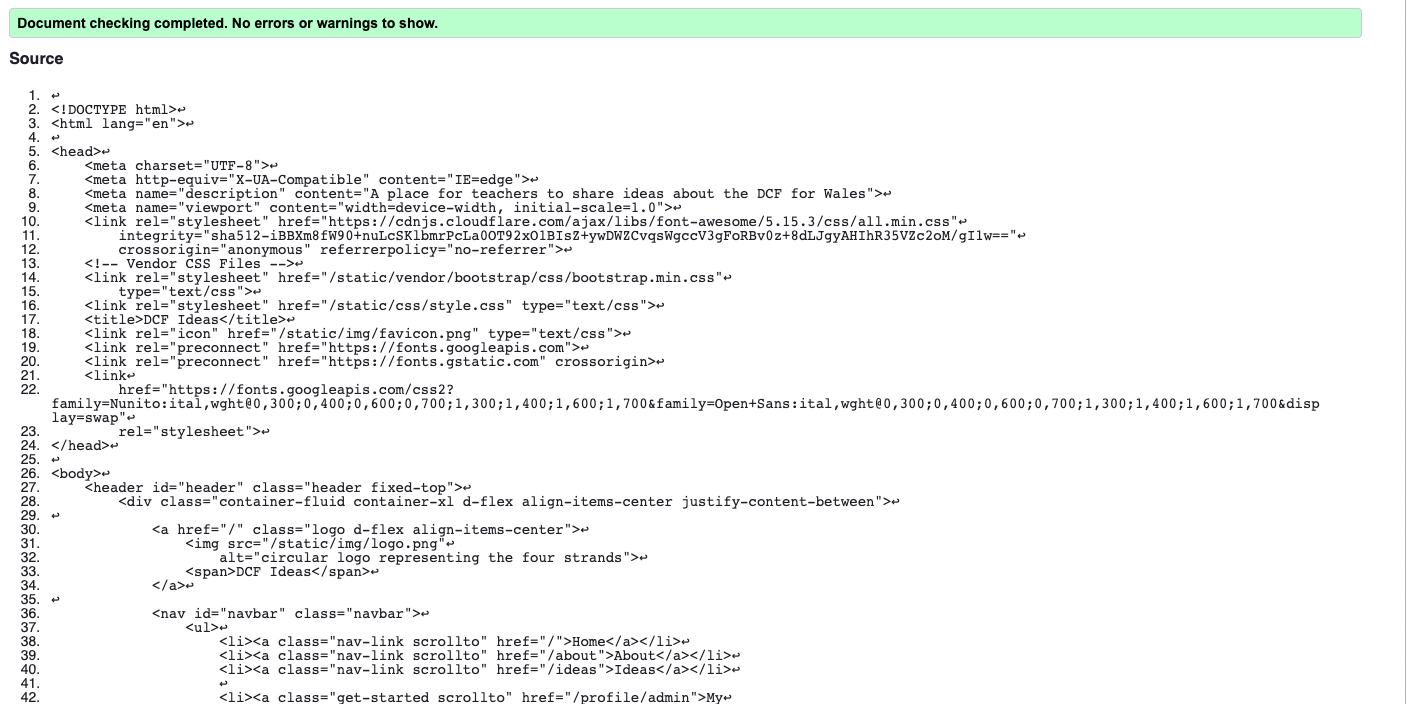 Document checking completed. No errors or warnings to show.
Source
1. ↩
2. <!DOCTYPE html>↩
3. <html lang="en">↩
4. ↩
5. <head>↩
6. <meta charset="UTF-8">↩
7. <meta http-equiv="X-UA-Compatible" content="IE=edge">↩
8. <meta name="description" content="A place for teachers to share ideas about the DCF for Wales">↩
9. <meta name="viewport" content="width=device-width, initial-scale=1.0">↩
10. <link rel="stylesheet" href="https://cdnjs.cloudflare.com/ajax/libs/font-awesome/5.15.3/css/all.min.css"↩
11. integrity="sha512-iBBXm8fW90+nuLcSKlbmrPcLa0OT92xO1BIsZ+ywDWZCvqsWgccV3gFoRBv0z+8dLJgyAHIhR35VZc2oM/gI1w=="↩
12. crossorigin="anonymous" referrerpolicy="no-referrer">↩
13. <!-- Vendor CSS Files -->↩
14. <link rel="stylesheet" href="/static/vendor/bootstrap/css/bootstrap.min.css"↩
15. type="text/css">↩
16. <link rel="stylesheet" href="/static/css/style.css" type="text/css">↩
17. <title>DCF Ideas</title>↩
18. <link rel="icon" href="/static/img/favicon.png" type="text/css">↩
19. <link rel="preconnect" href="https://fonts.googleapis.com">↩
20. <link rel="preconnect" href="https://fonts.gstatic.com" crossorigin>↩
21. <link↩
22. href="https://fonts.googleapis.com/css2?
family=Nunito:ital,wght@0,300;0,400;0,600;0,700;1,300;1,400;1,600;1,700&family=Open+Sans:ital,wght@0,300;0,400;0,600;0,700;1,300;1,400;1,600;1,700&disp
lay=swap"↩
23. rel="stylesheet">↩
24. </head>↩
25. ↩
26. <body>↩
27. <header id="header" class="header fixed-top">↩
28. <div class="container-fluid container-xl d-flex align-items-center justify-content-between">↩
29. ↩
30. <a href="/" class="logo d-flex align-items-center">↩
31. <img src="/static/img/logo.png"↩
32. alt="circular logo representing the four strands">↩
33. <span>DCF Ideas</span>↩
34. </a>↩
35. ↩
36. <nav id="navbar" class="navbar">↩
37. <ul>↩
38. <li><a class="nav-link scrollto" href="/">Home</a></li>↩
39. <li><a class="nav-link scrollto" href="/about">About</a></li>↩
40. <li><a class="nav-link scrollto" href="/ideas">Ideas</a></li>↩
41. ↩
42. <li><a class="get-started scrollto" href="/profile/admin">My↩